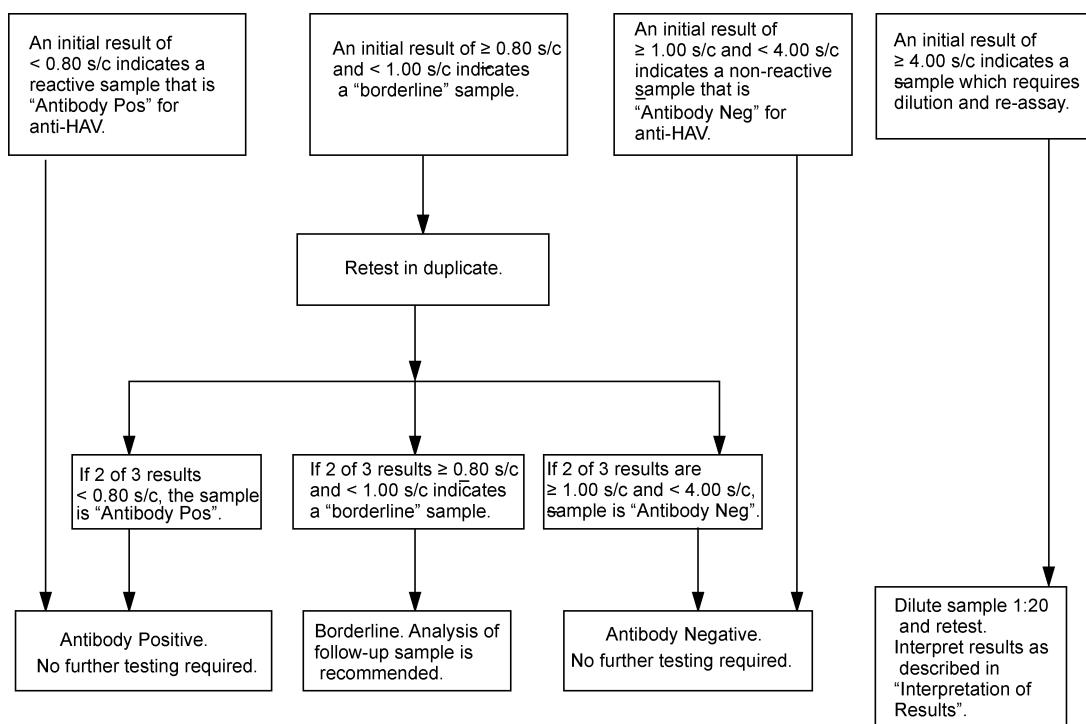 An initial result of
< 0.80 s/c indicates a
reactive sample that is
“Antibody Pos” for
anti-HAV.
An initial result of ≥ 0.80 s/c
and < 1.00 s/c indicates
a “borderline” sample.
An initial result of
≥ 1.00 s/c and < 4.00 s/c
indicates a non-reactive
sample that is
“Antibody Neg” for
anti-HAV.
An initial result of
≥ 4.00 s/c indicates a
sample which requires
dilution and re-assay.
Retest in duplicate.
If 2 of 3 results
< 0.80 s/c, the sample
is “Antibody Pos”.
If 2 of 3 results ≥ 0.80 s/c
and < 1.00 s/c indicates
a “borderline” sample.
If 2 of 3 results are
≥ 1.00 s/c and < 4.00 s/c,
sample is “Antibody Neg”.
Antibody Positive.
No further testing required.
Borderline. Analysis of
follow-up sample is
recommended.
Antibody Negative.
No further testing required.
Dilute sample 1:20
and retest.
Interpret results as
described in
“Interpretation of
Results”.